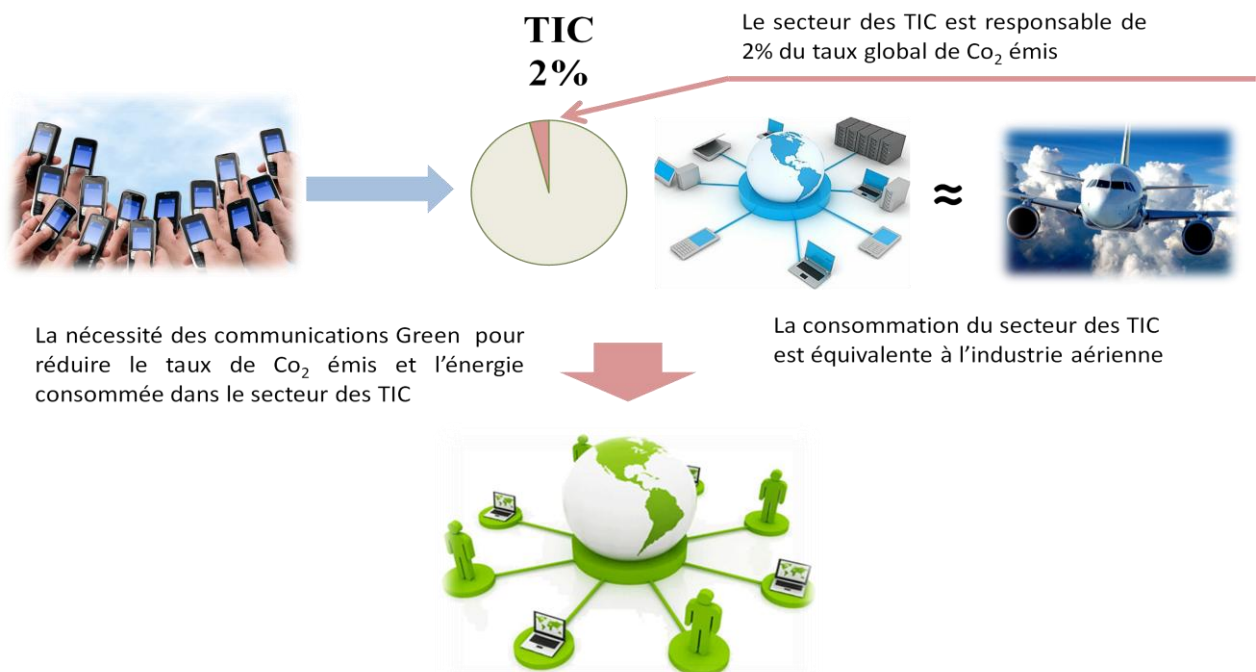 TIC
2%
Le secteur des TIC est responsable de
2% du taux global de Co₂ émis
≈
La nécessité des communications Green pour
réduire le taux de Co₂ émis et l’énergie
consommée dans le secteur des TIC
La consommation du secteur des TIC
est équivalente à l’industrie aérienne